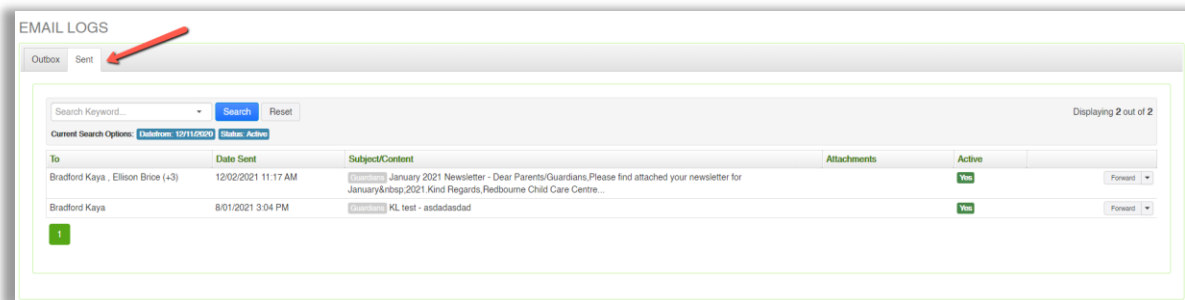 EMAIL LOGS
Outbox Sent
Search Keyword... Search Reset Displaying 2 out of 2
Current Search Options: Datefrom: 12/11/2020 Status: Active
To Date Sent Subject/Content Attachments Active
Bradford Kaya , Ellison Brice (+3) 12/02/2021 11:17 AM Guardians January 2021 Newsletter - Dear Parents/Guardians,Please find attached your newsletter for Yes Forward
January&nbsp;2021.Kind Regards,Redbourne Child Care Centre...
Bradford Kaya 8/01/2021 3:04 PM Guardians KL test - asdadasdad Yes Forward
1